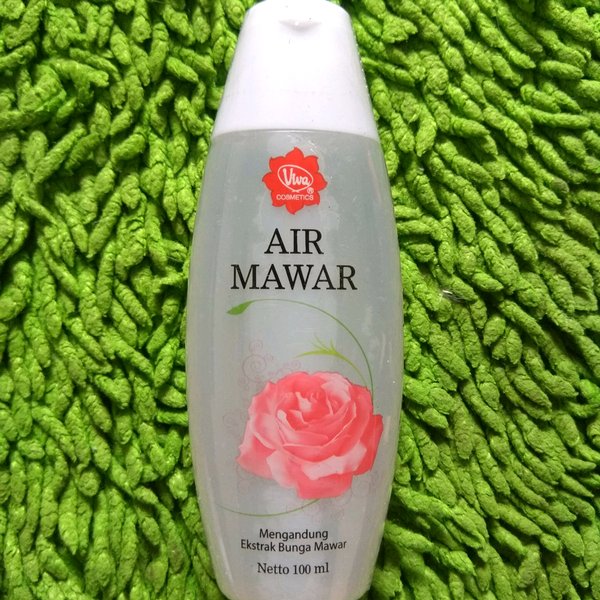 Viva ®
COSMETICS
AIR
MAWAR
Mengandung
Ekstrak Bunga Mawar
Netto 100 ml